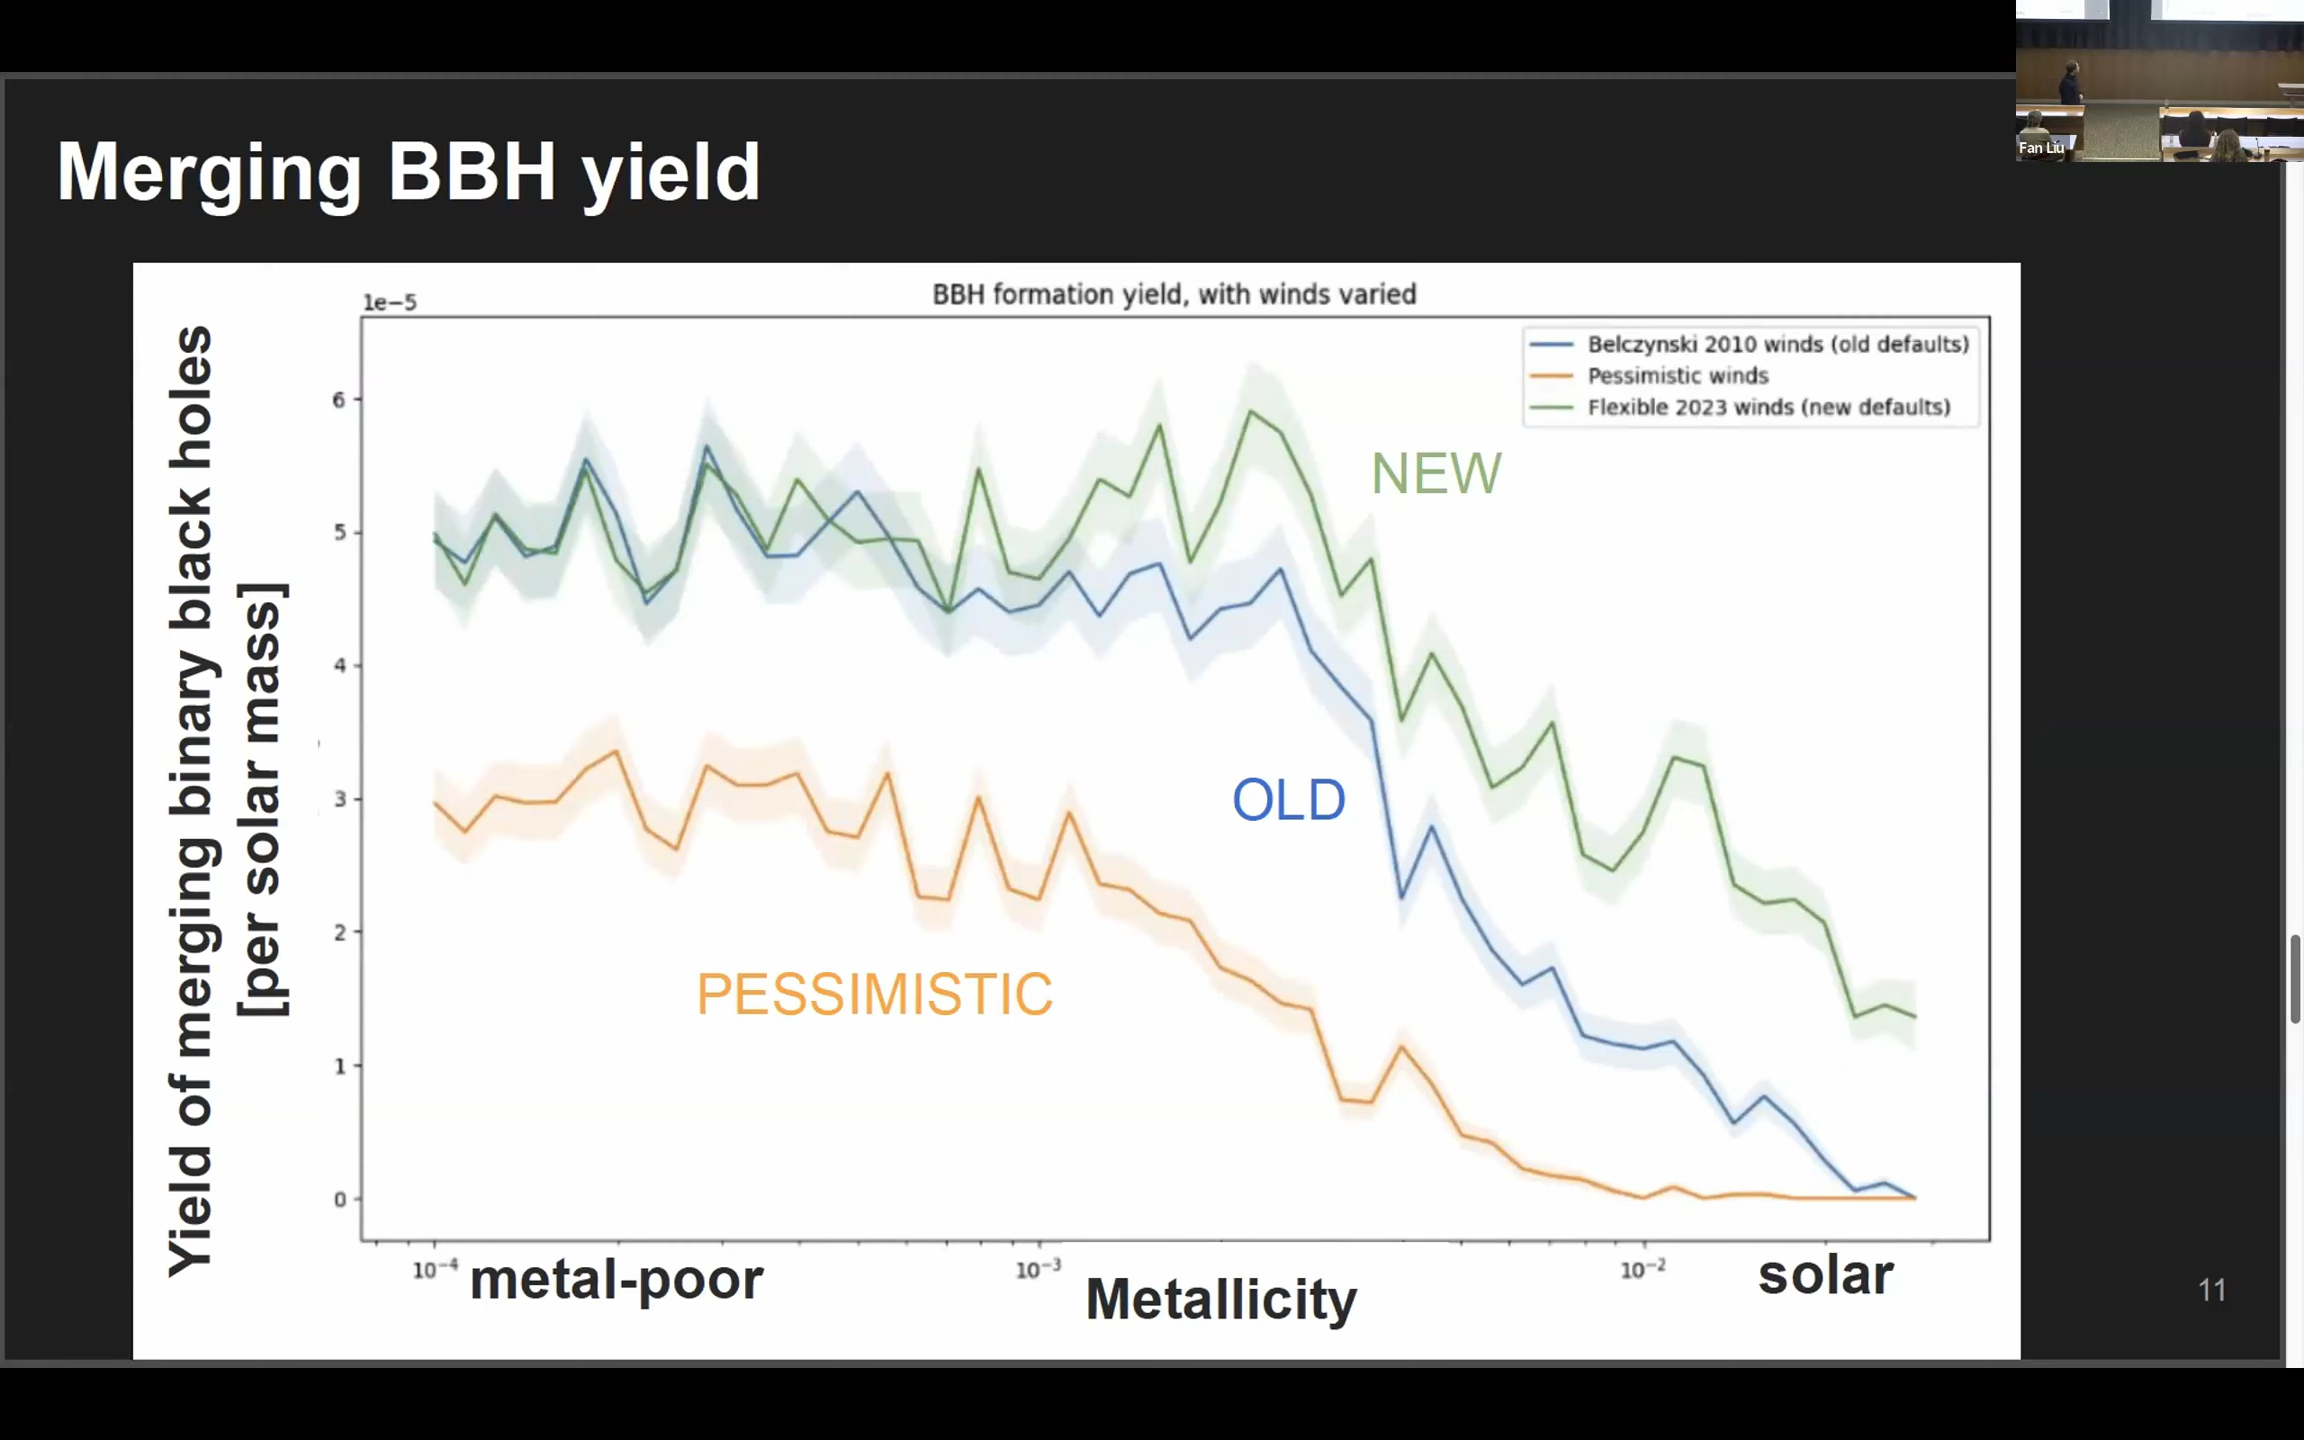 Fan Liu
Merging BBH yield
BBH formation yield, with winds varied
1e−5
Belczynski 2010 winds (old defaults)
Pessimistic winds
Flexible 2023 winds (new defaults)
Yield of merging binary black holes
[per solar mass]
6
5
4
3
2
1
0
NEW
OLD
PESSIMISTIC
10⁻⁴
10⁻³
10⁻²
metal-poor
Metallicity
solar
11